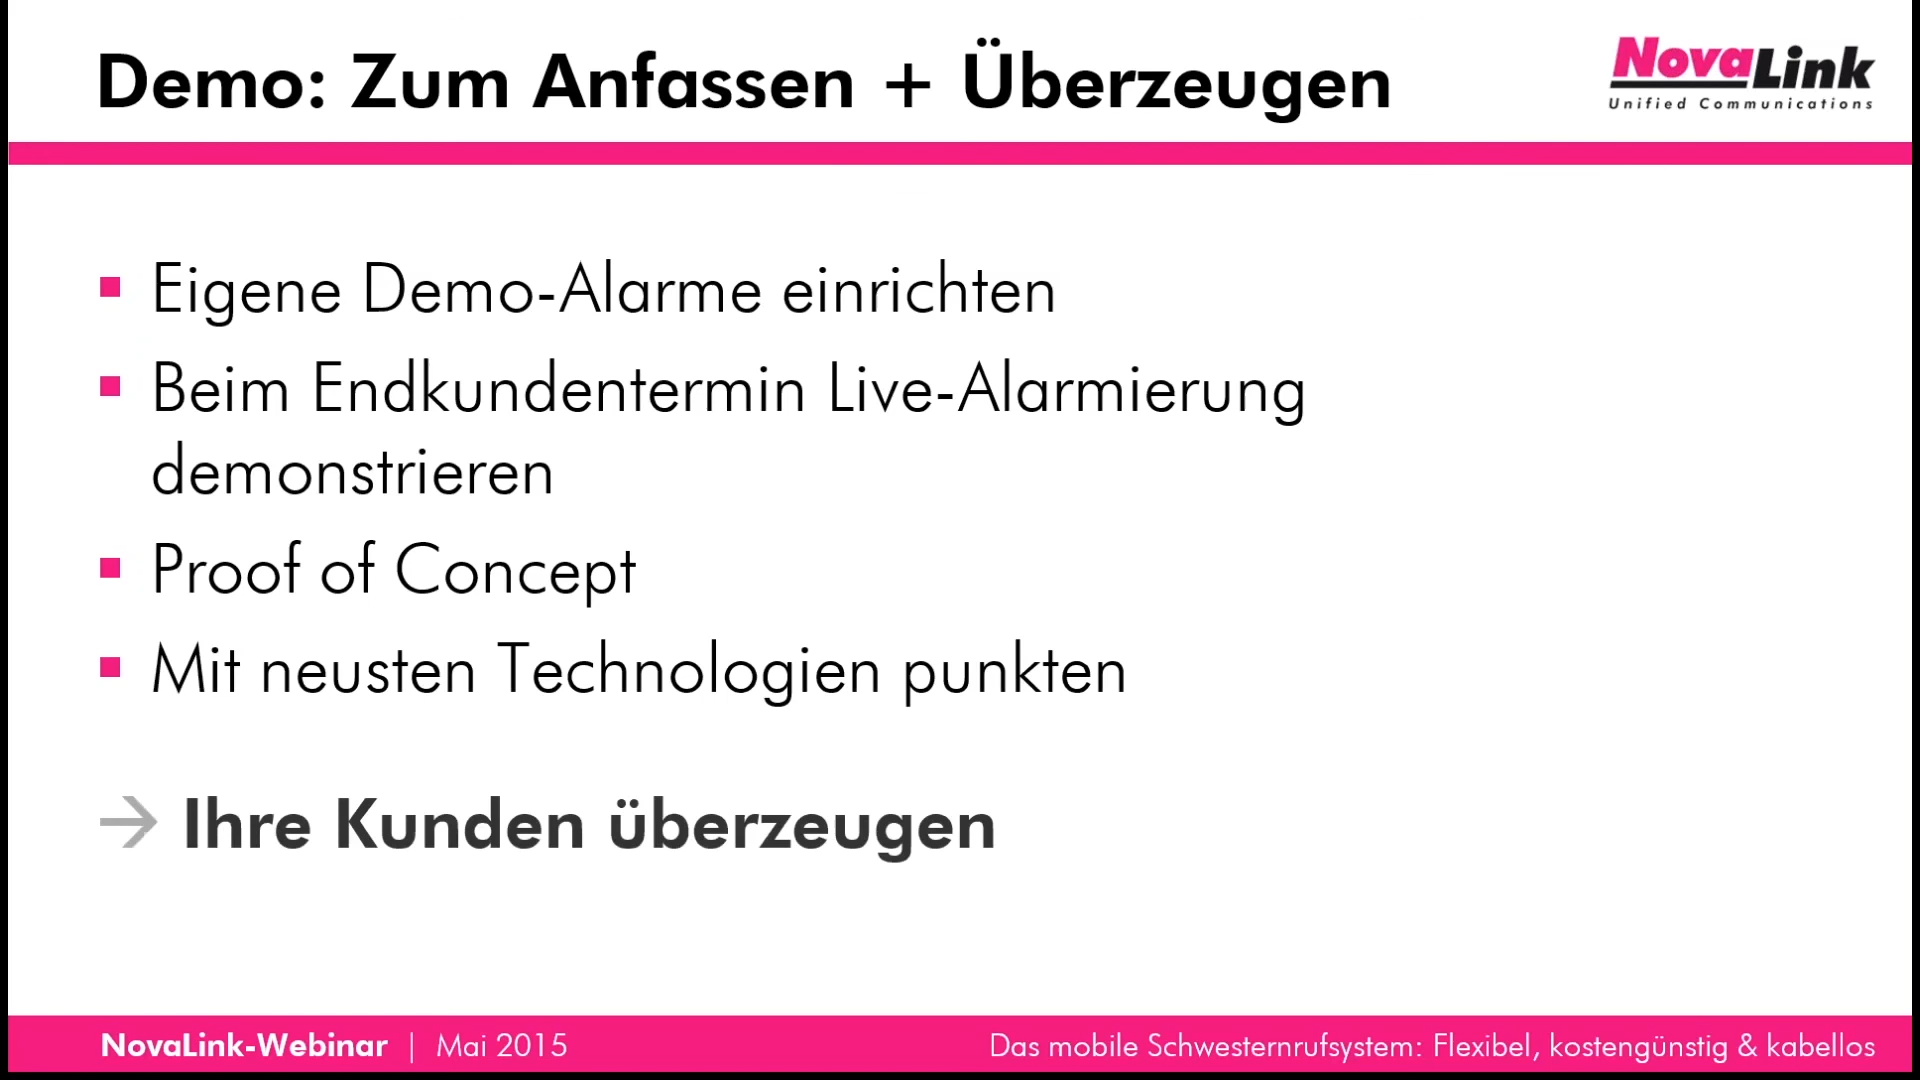 Demo: Zum Anfassen + Überzeugen
NovaLink
Unified Communications
Eigene Demo-Alarme einrichten
Beim Endkundentermin Live-Alarmierung
demonstrieren
Proof of Concept
Mit neusten Technologien punkten
→ Ihre Kunden überzeugen
NovaLink-Webinar | Mai 2015
Das mobile Schwesternrufsystem: Flexibel, kostengünstig & kabellos